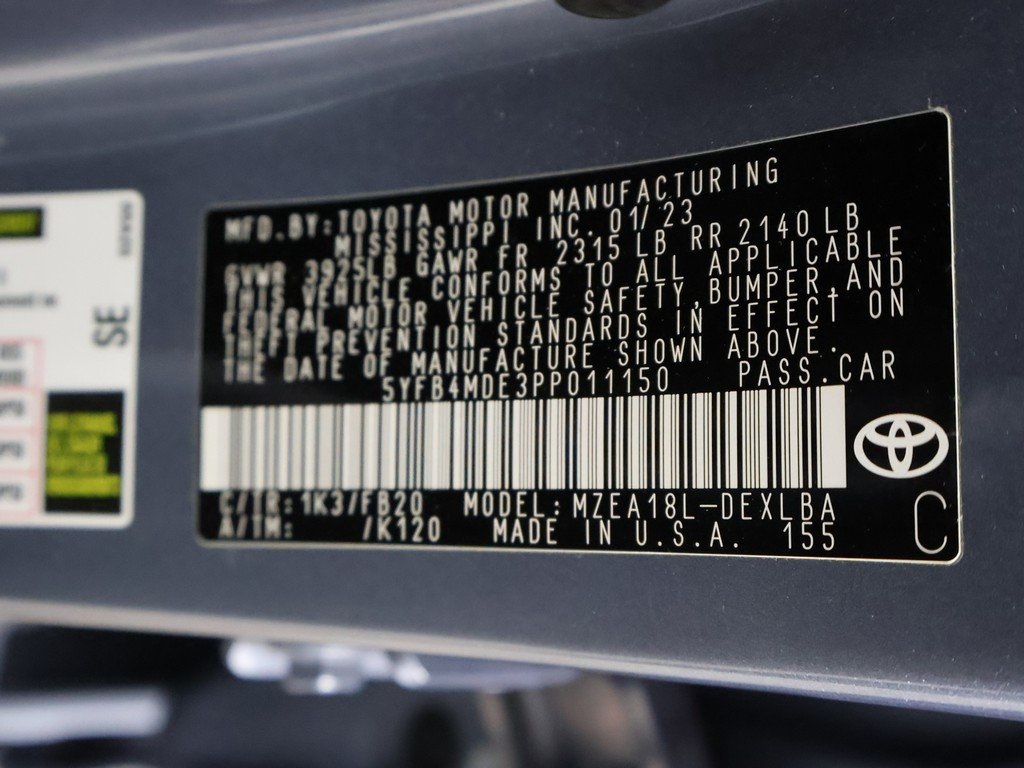 MFD.BY:TOYOTA MOTOR MANUFACTURING
MISSISSIPPI INC.01/23
GVWR 3925LB GAWR FR 2315 LB RR 2140 LB
THIS VEHICLE CONFORMS TO ALL APPLICABLE
FEDERAL MOTOR VEHICLE SAFETY,BUMPER,AND
THEFT PREVENTION STANDARDS IN EFFECT ON
THE DATE OF MANUFACTURE SHOWN ABOVE.
5YFB4MDE3PP011150 PASS.CAR
C/TR:1K3/FB20 MODEL:MZEA18L-DEXLBA
A/TM: /K120 MADE IN U.S.A. 155
C
SE